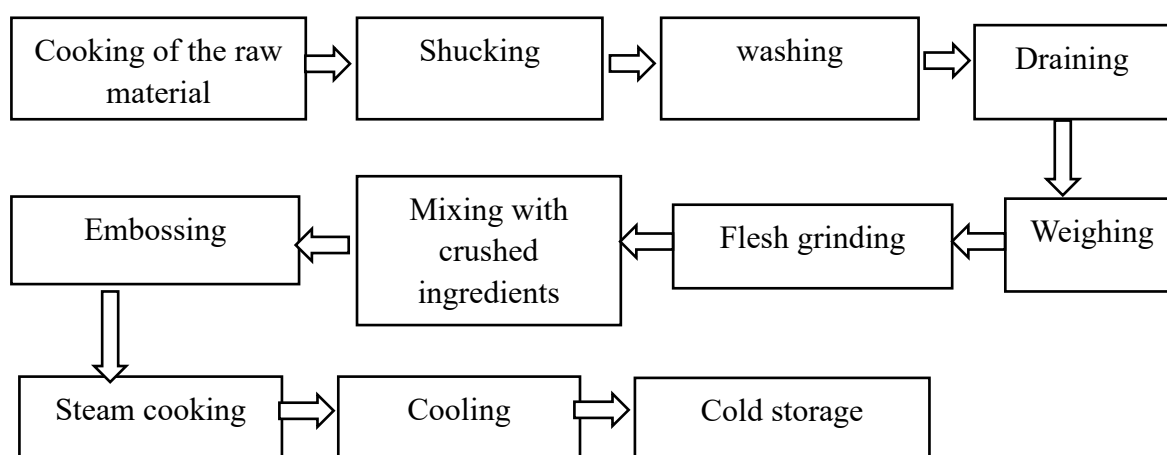 Cooking of the raw
material
Shucking
washing
Draining
Weighing
Flesh grinding
Mixing with
crushed
ingredients
Embossing
Steam cooking
Cooling
Cold storage